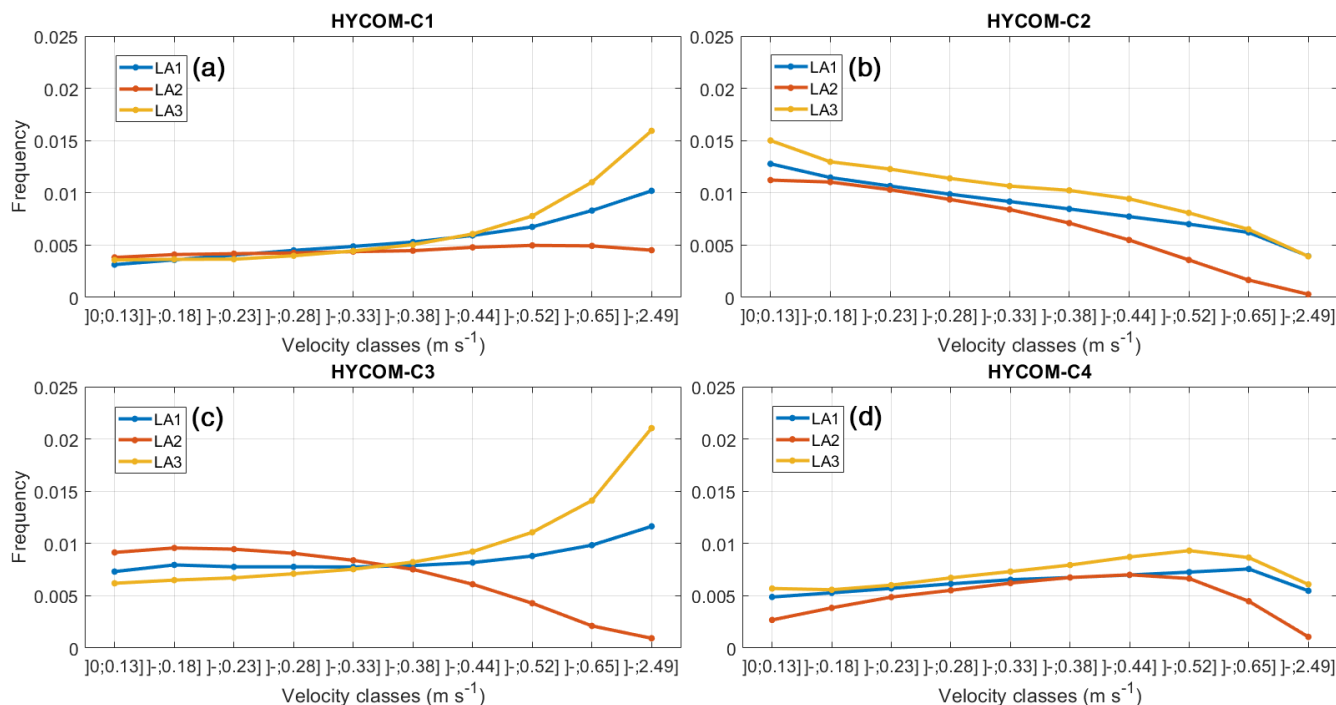 HYCOM-C1
0.025
0.02
0.015
0.01
0.005
0
Frequency
LA1
LA2
LA3
(a)
]0;0.13] ]-;0.18] ]-;0.23] ]-;0.28] ]-;0.33] ]-;0.38] ]-;0.44] ]-;0.52] ]-;0.65] ]-;2.49]
Velocity classes (m s⁻¹)
HYCOM-C2
0.025
0.02
0.015
0.01
0.005
0
LA1
LA2
LA3
(b)
]0;0.13] ]-;0.18] ]-;0.23] ]-;0.28] ]-;0.33] ]-;0.38] ]-;0.44] ]-;0.52] ]-;0.65] ]-;2.49]
Velocity classes (m s⁻¹)
HYCOM-C3
0.025
0.02
0.015
0.01
0.005
0
Frequency
LA1
LA2
LA3
(c)
]0;0.13] ]-;0.18] ]-;0.23] ]-;0.28] ]-;0.33] ]-;0.38] ]-;0.44] ]-;0.52] ]-;0.65] ]-;2.49]
Velocity classes (m s⁻¹)
HYCOM-C4
0.025
0.02
0.015
0.01
0.005
0
LA1
LA2
LA3
(d)
]0;0.13] ]-;0.18] ]-;0.23] ]-;0.28] ]-;0.33] ]-;0.38] ]-;0.44] ]-;0.52] ]-;0.65] ]-;2.49]
Velocity classes (m s⁻¹)